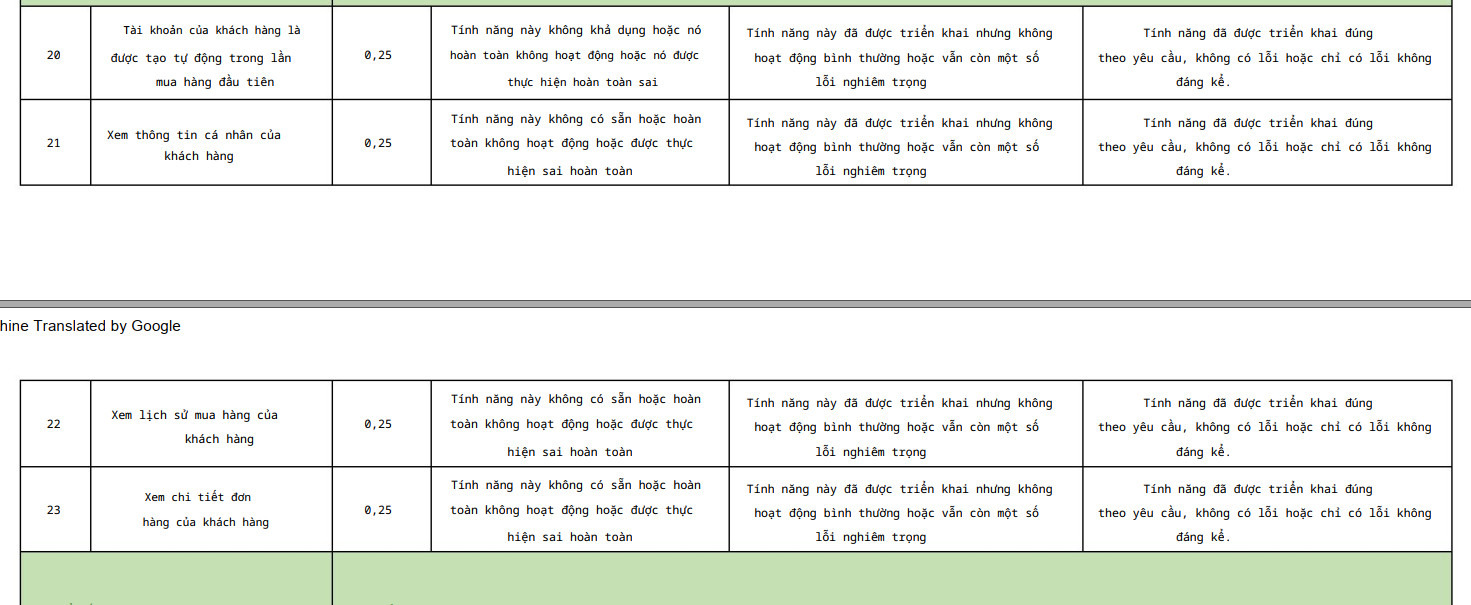 20
Tài khoản của khách hàng là
được tạo tự động trong lần
mua hàng đầu tiên
0,25
Tính năng này không khả dụng hoặc nó
hoàn toàn không hoạt động hoặc nó được
thực hiện hoàn toàn sai
Tính năng này đã được triển khai nhưng không
hoạt động bình thường hoặc vẫn còn một số
lỗi nghiêm trọng
Tính năng đã được triển khai đúng
theo yêu cầu, không có lỗi hoặc chỉ có lỗi không
đáng kể.
21
Xem thông tin cá nhân của
khách hàng
0,25
Tính năng này không có sẵn hoặc hoàn
toàn không hoạt động hoặc được thực
hiện sai hoàn toàn
Tính năng này đã được triển khai nhưng không
hoạt động bình thường hoặc vẫn còn một số
lỗi nghiêm trọng
Tính năng đã được triển khai đúng
theo yêu cầu, không có lỗi hoặc chỉ có lỗi không
đáng kể.
hine Translated by Google
22
Xem lịch sử mua hàng của
khách hàng
0,25
Tính năng này không có sẵn hoặc hoàn
toàn không hoạt động hoặc được thực
hiện sai hoàn toàn
Tính năng này đã được triển khai nhưng không
hoạt động bình thường hoặc vẫn còn một số
lỗi nghiêm trọng
Tính năng đã được triển khai đúng
theo yêu cầu, không có lỗi hoặc chỉ có lỗi không
đáng kể.
23
Xem chi tiết đơn
hàng của khách hàng
0,25
Tính năng này không có sẵn hoặc hoàn
toàn không hoạt động hoặc được thực
hiện sai hoàn toàn
Tính năng này đã được triển khai nhưng không
hoạt động bình thường hoặc vẫn còn một số
lỗi nghiêm trọng
Tính năng đã được triển khai đúng
theo yêu cầu, không có lỗi hoặc chỉ có lỗi không
đáng kể.